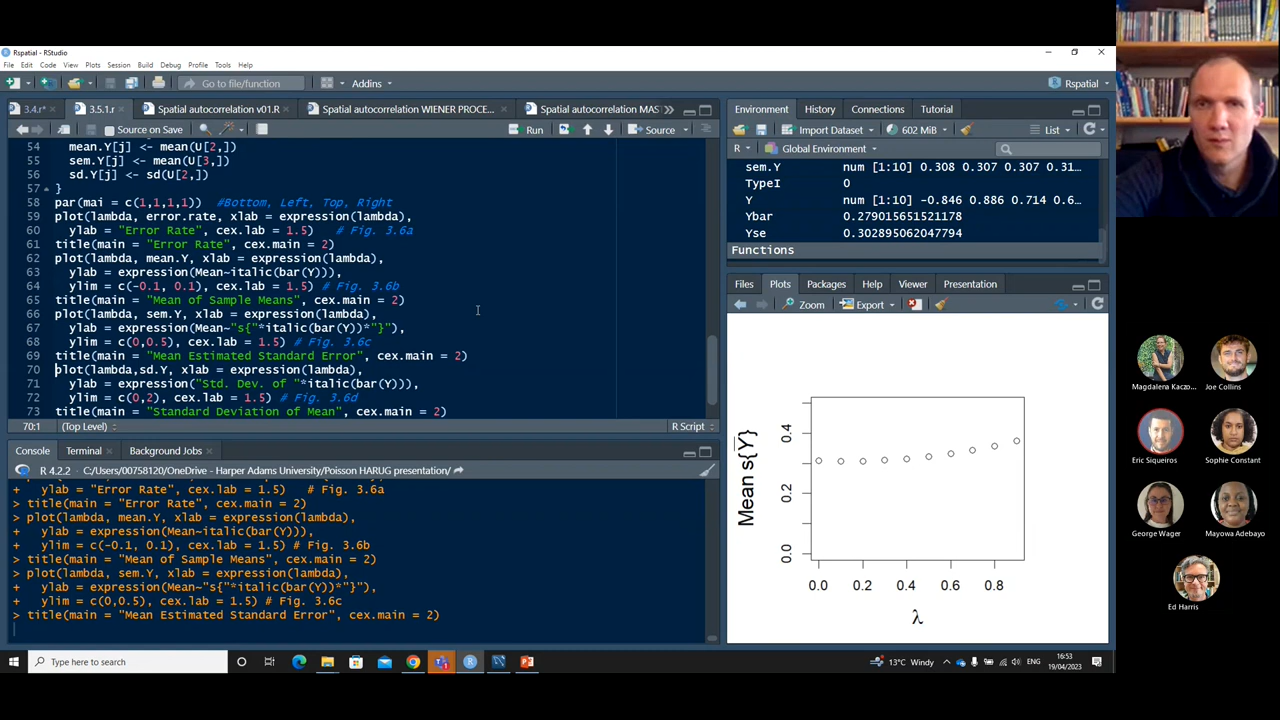 Rspatial - RStudio
File Edit Code View Plots Session Build Debug Profile Tools Help
Go to file/function Addins Rspatial
3.4.r* 3.5.1.r Spatial autocorrelation v01.R Spatial autocorrelation WIENER PROCE... Spatial autocorrelation MAS
Source on Save Run Source
54 mean.Y[j] <- mean(U[2,])
55 sem.Y[j] <- mean(U[3,])
56 sd.Y[j] <- sd(U[2,])
57 }
58 par(mai = c(1,1,1,1)) #Bottom, Left, Top, Right
59 plot(lambda, error.rate, xlab = expression(lambda),
60 ylab = "Error Rate", cex.lab = 1.5) # Fig. 3.6a
61 title(main = "Error Rate", cex.main = 2)
62 plot(lambda, mean.Y, xlab = expression(lambda),
63 ylab = expression(Mean~italic(bar(Y))),
64 ylim = c(-0.1, 0.1), cex.lab = 1.5) # Fig. 3.6b
65 title(main = "Mean of Sample Means", cex.main = 2)
66 plot(lambda, sem.Y, xlab = expression(lambda),
67 ylab = expression(Mean~"s{"*italic(bar(Y))*"}"),
68 ylim = c(0,0.5), cex.lab = 1.5) # Fig. 3.6c
69 title(main = "Mean Estimated Standard Error", cex.main = 2)
70 plot(lambda,sd.Y, xlab = expression(lambda),
71 ylab = expression("Std. Dev. of "*italic(bar(Y))),
72 ylim = c(0,2), cex.lab = 1.5) # Fig. 3.6d
73 title(main = "Standard Deviation of Mean", cex.main = 2)
70:1 (Top Level) R Script
Console Terminal Background Jobs
R 4.2.2 · C:/Users/00758120/OneDrive - Harper Adams University/Poisson HARUG presentation/
+ ylab = "Error Rate", cex.lab = 1.5) # Fig. 3.6a
> title(main = "Error Rate", cex.main = 2)
> plot(lambda, mean.Y, xlab = expression(lambda),
+ ylab = expression(Mean~italic(bar(Y))),
+ ylim = c(-0.1, 0.1), cex.lab = 1.5) # Fig. 3.6b
> title(main = "Mean of Sample Means", cex.main = 2)
> plot(lambda, sem.Y, xlab = expression(lambda),
+ ylab = expression(Mean~"s{"*italic(bar(Y))*"}"),
+ ylim = c(0,0.5), cex.lab = 1.5) # Fig. 3.6c
> title(main = "Mean Estimated Standard Error", cex.main = 2)
Environment History Connections Tutorial
Import Dataset 602 MiB List
R Global Environment
sem.Y num [1:10] 0.308 0.307 0.307 0.31...
TypeI 0
Y num [1:10] -0.846 0.886 0.714 0.6...
Ybar 0.279015651521178
Yse 0.302895062047794
Functions
Files Plots Packages Help Viewer Presentation
Zoom Export
Mean s{Y̅}
0.4
0.2
0.0
0.0 0.2 0.4 0.6 0.8
λ
Magdalena Kaczo... Joe Collins
Eric Siqueiros Sophie Constant
George Wager Mayowa Adebayo
Ed Harris
Type here to search
13°C Windy
16:53
19/04/2023